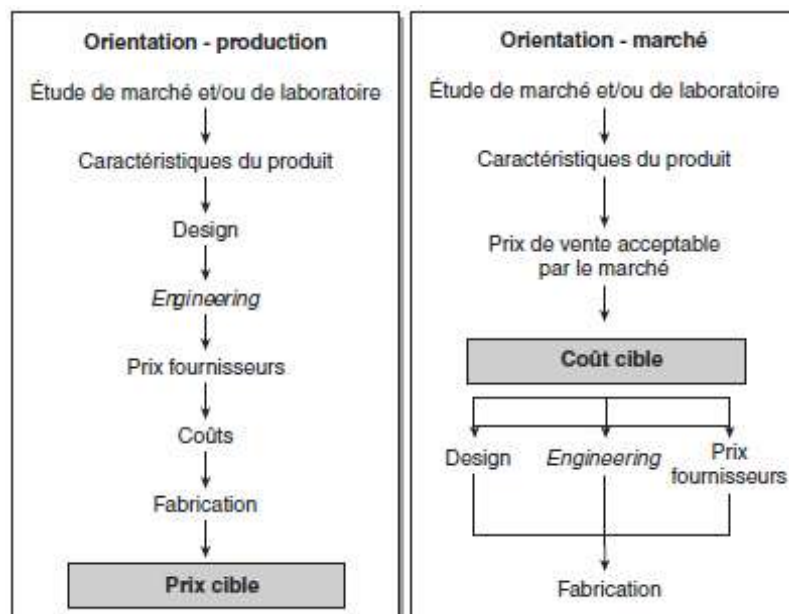 Orientation - production
Étude de marché et/ou de laboratoire
Caractéristiques du produit
Design
Engineering
Prix fournisseurs
Coûts
Fabrication
Prix cible
Orientation - marché
Étude de marché et/ou de laboratoire
Caractéristiques du produit
Prix de vente acceptable
par le marché
Coût cible
Design
Engineering
Prix
fournisseurs
Fabrication